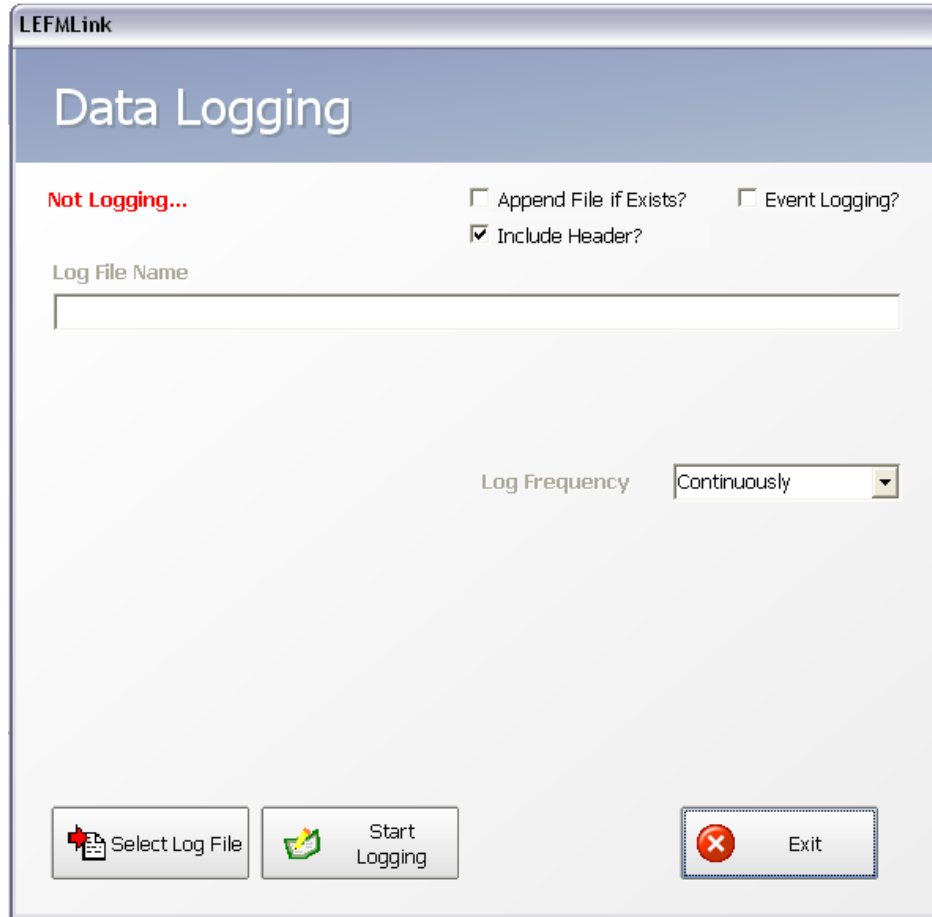 LEFMLink
Data Logging
Not Logging...
Append File if Exists?
Event Logging?
Include Header?
Log File Name
Log Frequency
Continuously
Select Log File
Start
Logging
Exit